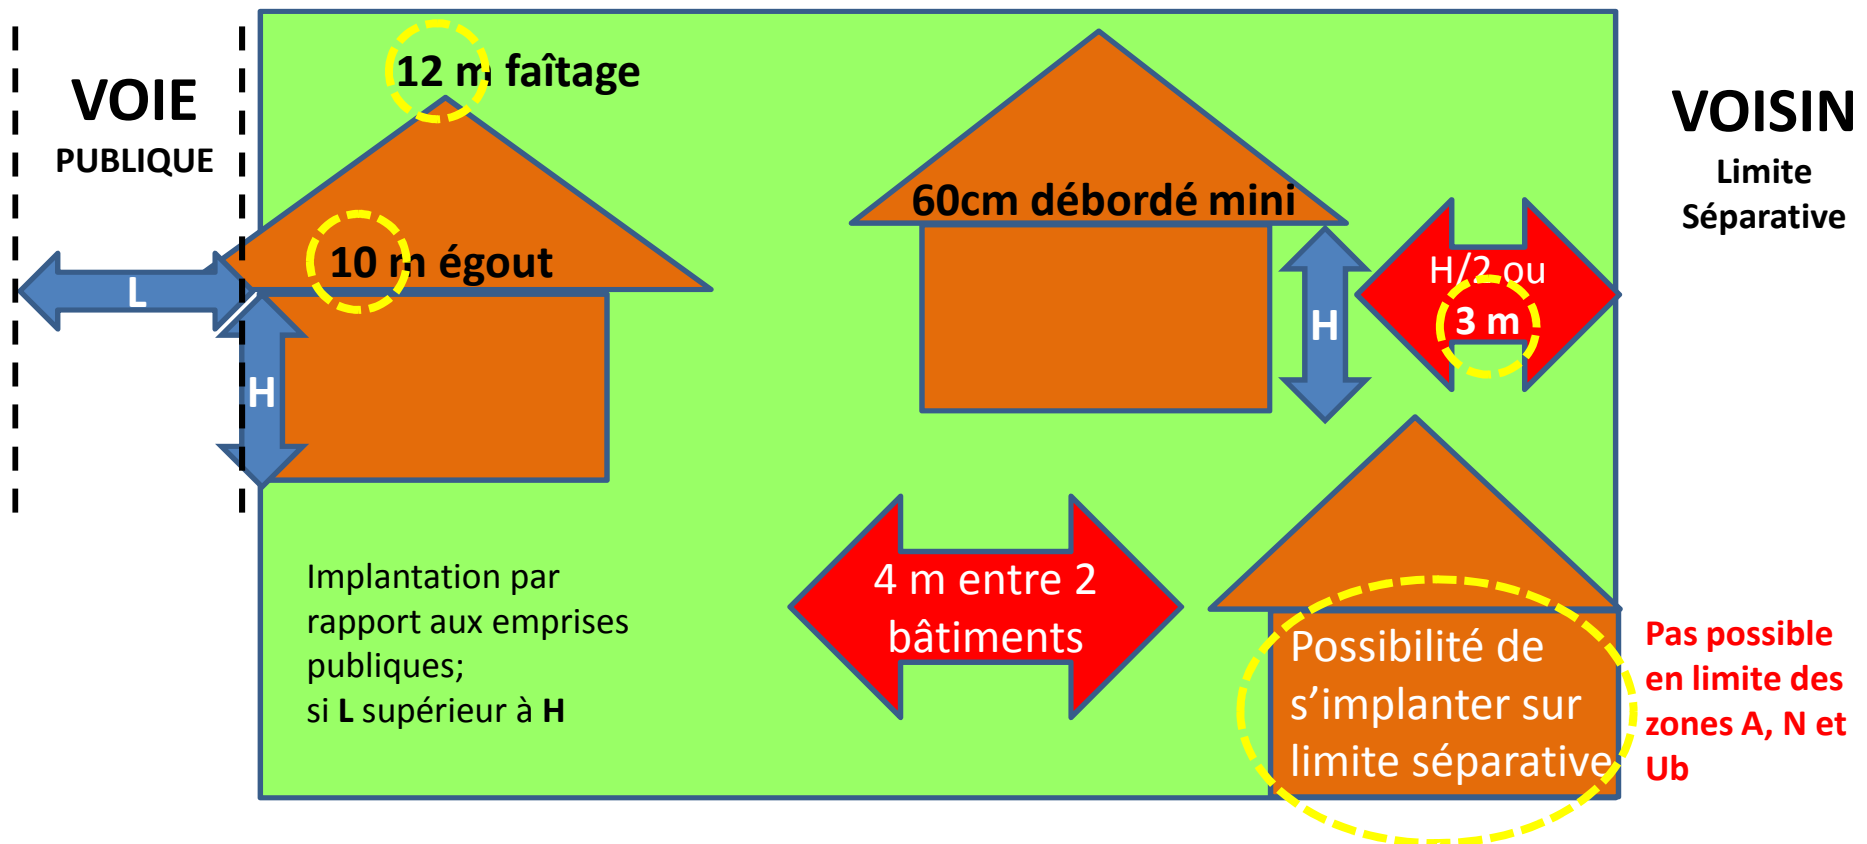 VOIE
PUBLIQUE
12 m faîtage
10 m égout
L
H
60cm débordé mini
H
H/2 ou
3 m
VOISIN
Limite
Séparative
Implantation par
rapport aux emprises
publiques;
si L supérieur à H
4 m entre 2
bâtiments
Possibilité de
s’implanter sur
limite séparative
Pas possible
en limite des
zones A, N et
Ub